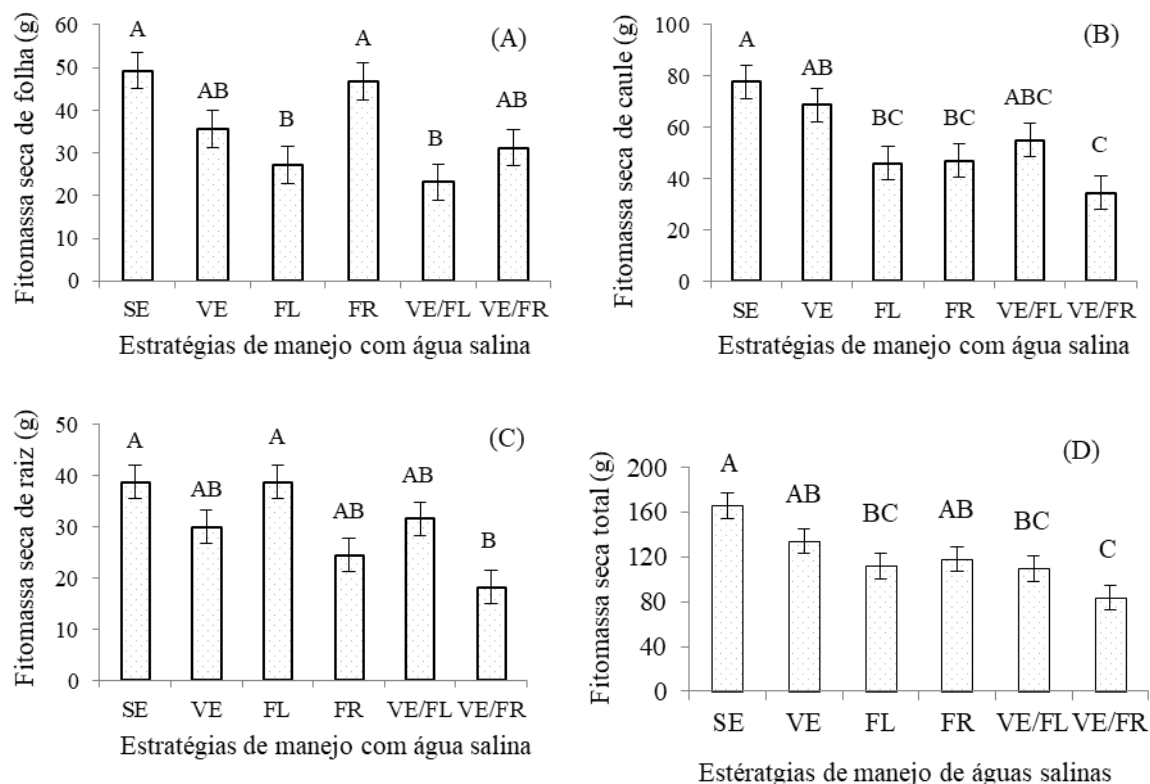 (A)
Fitomassa seca de folha (g)
60
50
40
30
20
10
0
A
AB
B
A
B
AB
SE VE FL FR VE/FL VE/FR
Estratégias de manejo com água salina
(B)
Fitomassa seca de caule (g)
100
80
60
40
20
0
A
AB
BC
BC
ABC
C
SE VE FL FR VE/FL VE/FR
Estratégias de manejo com água salina
(C)
Fitomassa seca de raiz (g)
50
40
30
20
10
0
A
AB
A
AB
AB
B
SE VE FL FR VE/FL VE/FR
Estratégias de manejo com água salina
(D)
Fitomassa seca total (g)
200
160
120
80
40
0
A
AB
BC
AB
BC
C
SE VE FL FR VE/FL VE/FR
Estératgias de manejo de águas salinas